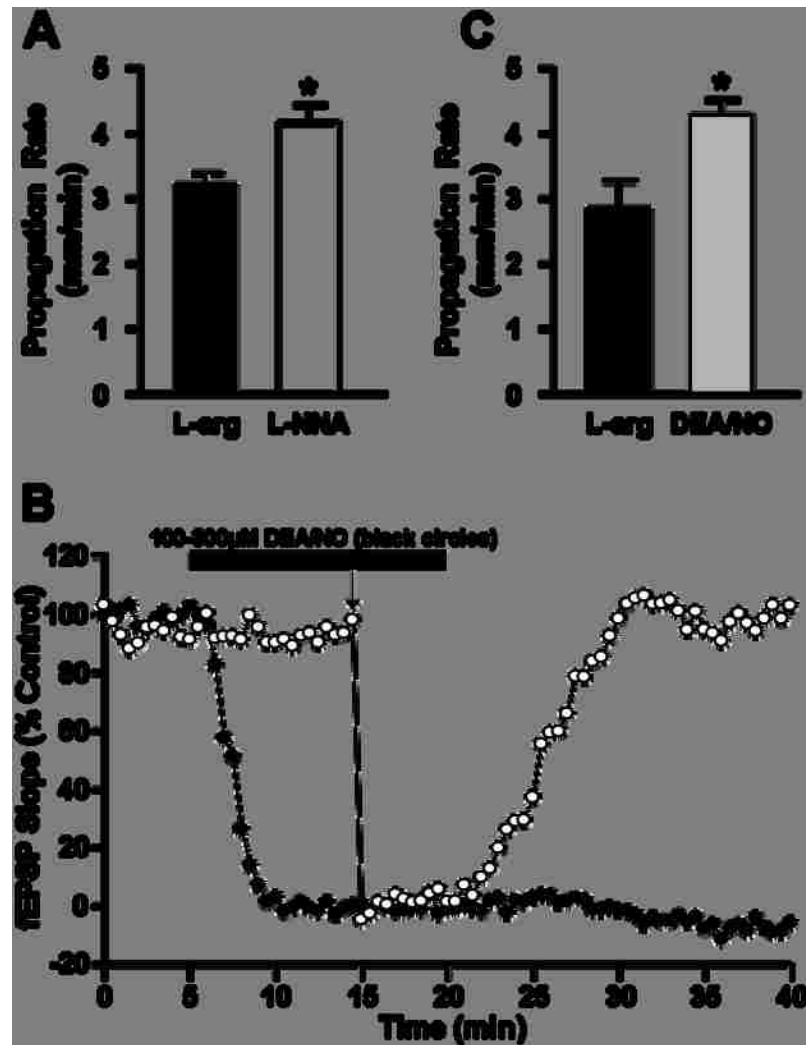 A
Propagation Rate
(mm/min)
5
4
3
2
1
0
*
L-arg L-NNA
C
Propagation Rate
(mm/min)
5
4
3
2
1
0
*
L-arg DEA/NO
B
100-300µM DEA/NO (black circles)
fEPSP Slope (% Control)
120
100
80
60
40
20
0
-20
0 5 10 15 20 25 30 35 40
Time (min)